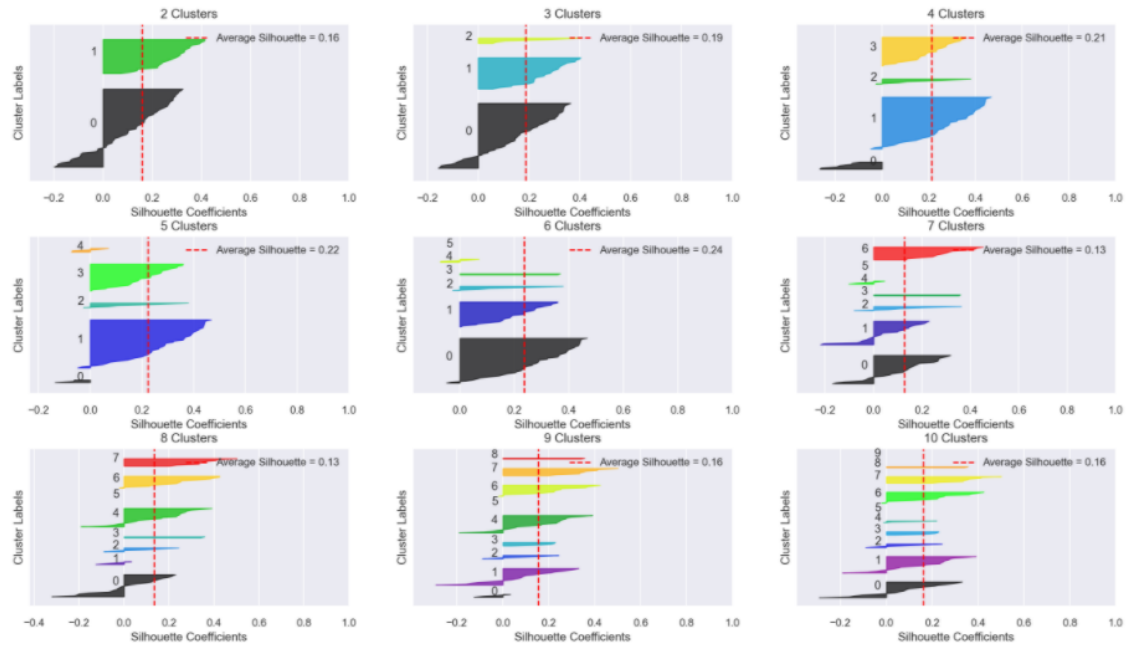 2 Clusters
Average Silhouette = 0.16
Cluster Labels
1
0
−0.2 0.0 0.2 0.4 0.6 0.8 1.0
Silhouette Coefficients
3 Clusters
Average Silhouette = 0.19
Cluster Labels
2
1
0
−0.2 0.0 0.2 0.4 0.6 0.8 1.0
Silhouette Coefficients
4 Clusters
Average Silhouette = 0.21
Cluster Labels
3
2
1
0
−0.4 −0.2 0.0 0.2 0.4 0.6 0.8 1.0
Silhouette Coefficients
5 Clusters
Average Silhouette = 0.22
Cluster Labels
4
3
2
1
0
−0.2 0.0 0.2 0.4 0.6 0.8 1.0
Silhouette Coefficients
6 Clusters
Average Silhouette = 0.24
Cluster Labels
5
4
3
2
1
0
−0.2 0.0 0.2 0.4 0.6 0.8 1.0
Silhouette Coefficients
7 Clusters
Average Silhouette = 0.13
Cluster Labels
6
5
4
3
2
1
0
−0.2 0.0 0.2 0.4 0.6 0.8 1.0
Silhouette Coefficients
8 Clusters
Average Silhouette = 0.13
Cluster Labels
7
6
5
4
3
2
1
0
−0.4 −0.2 0.0 0.2 0.4 0.6 0.8 1.0
Silhouette Coefficients
9 Clusters
Average Silhouette = 0.16
Cluster Labels
8
7
6
5
4
3
2
1
0
−0.2 0.0 0.2 0.4 0.6 0.8 1.0
Silhouette Coefficients
10 Clusters
Average Silhouette = 0.16
Cluster Labels
9
8
7
6
5
4
3
2
1
0
−0.2 0.0 0.2 0.4 0.6 0.8 1.0
Silhouette Coefficients